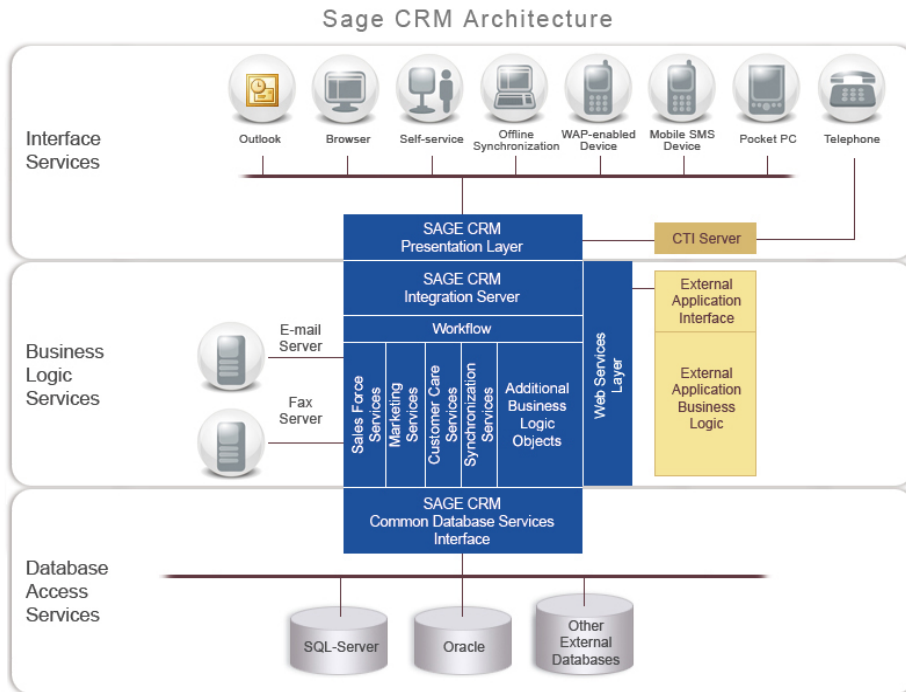 Sage CRM Architecture
Interface
Services
Outlook
Browser
Self-service
Offline
Synchronization
WAP-enabled
Device
Mobile SMS
Device
Pocket PC
Telephone
SAGE CRM
Presentation Layer
CTI Server
Business
Logic
Services
E-mail
Server
Fax
Server
SAGE CRM
Integration Server
Workflow
Sales Force
Services
Marketing
Services
Customer Care
Services
Synchronization
Services
Additional
Business
Logic
Objects
Web Services
Layer
External
Application
Interface
External
Application
Business
Logic
Database
Access
Services
SAGE CRM
Common Database Services
Interface
SQL-Server
Oracle
Other
External
Databases